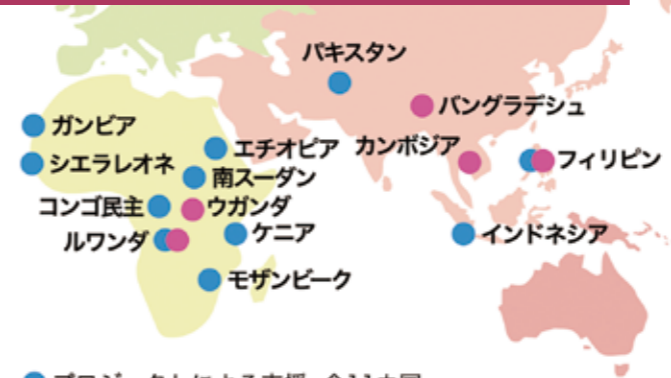 パキスタン
バングラデシュ
ガンビア
エチオピア
カンボジア
シエラレオネ
フィリピン
南スーダン
コンゴ民主
ウガンダ
ルワンダ
ケニア
インドネシア
モザンビーク